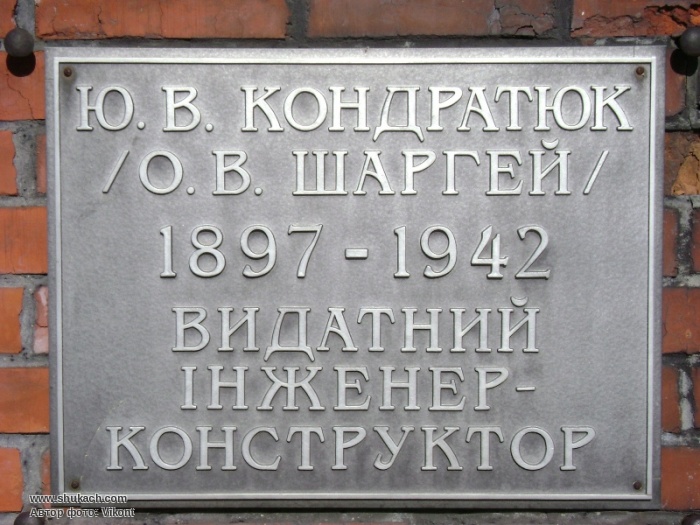 Ю. В. КОНДРАТЮК
/О. В. ШАРГЕЙ/
1897 - 1942
ВИДАТНИЙ
ІНЖЕНЕР-
КОНСТРУКТОР
www.shukach.com
Автор фото: Vikont